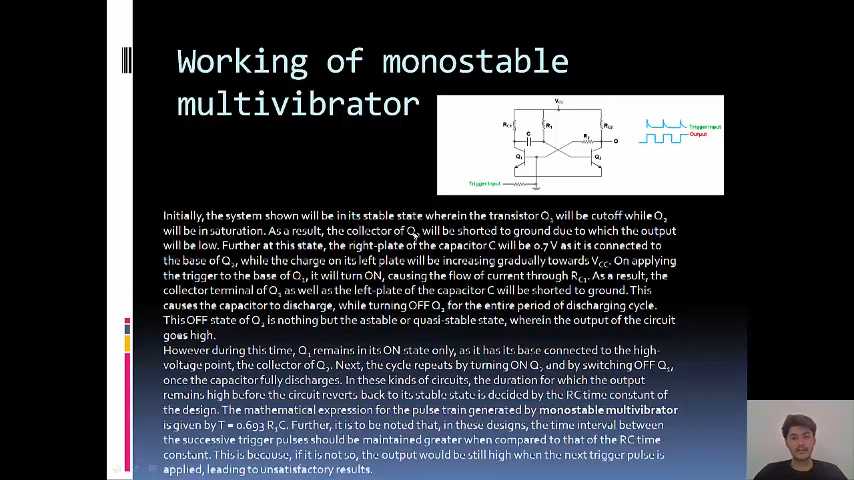 Working of monostable
multivibrator
VCC
RC1
R1
RC2
C
R2
Q
Q1
Q2
Trigger Input
Trigger Input
Output
Initially, the system shown will be in its stable state wherein the transistor Q1 will be cutoff while Q2
will be in saturation. As a result, the collector of Q2 will be shorted to ground due to which the output
will be low. Further at this state, the right-plate of the capacitor C will be 0.7 V as it is connected to
the base of Q2, while the charge on its left plate will be increasing gradually towards VCC. On applying
the trigger to the base of Q1, it will turn ON, causing the flow of current through RC1. As a result, the
collector terminal of Q1 as well as the left-plate of the capacitor C will be shorted to ground. This
causes the capacitor to discharge, while turning OFF Q2 for the entire period of discharging cycle.
This OFF state of Q2 is nothing but the astable or quasi-stable state, wherein the output of the circuit
goes high.
However during this time, Q1 remains in its ON state only, as it has its base connected to the high-
voltage point, the collector of Q2. Next, the cycle repeats by turning ON Q2 and by switching OFF Q1,
once the capacitor fully discharges. In these kinds of circuits, the duration for which the output
remains high before the circuit reverts back to its stable state is decided by the RC time constant of
the design. The mathematical expression for the pulse train generated by monostable multivibrator
is given by T = 0.693 R1C. Further, it is to be noted that, in these designs, the time interval between
the successive trigger pulses should be maintained greater when compared to that of the RC time
constant. This is because, if it is not so, the output would be still high when the next trigger pulse is
applied, leading to unsatisfactory results.